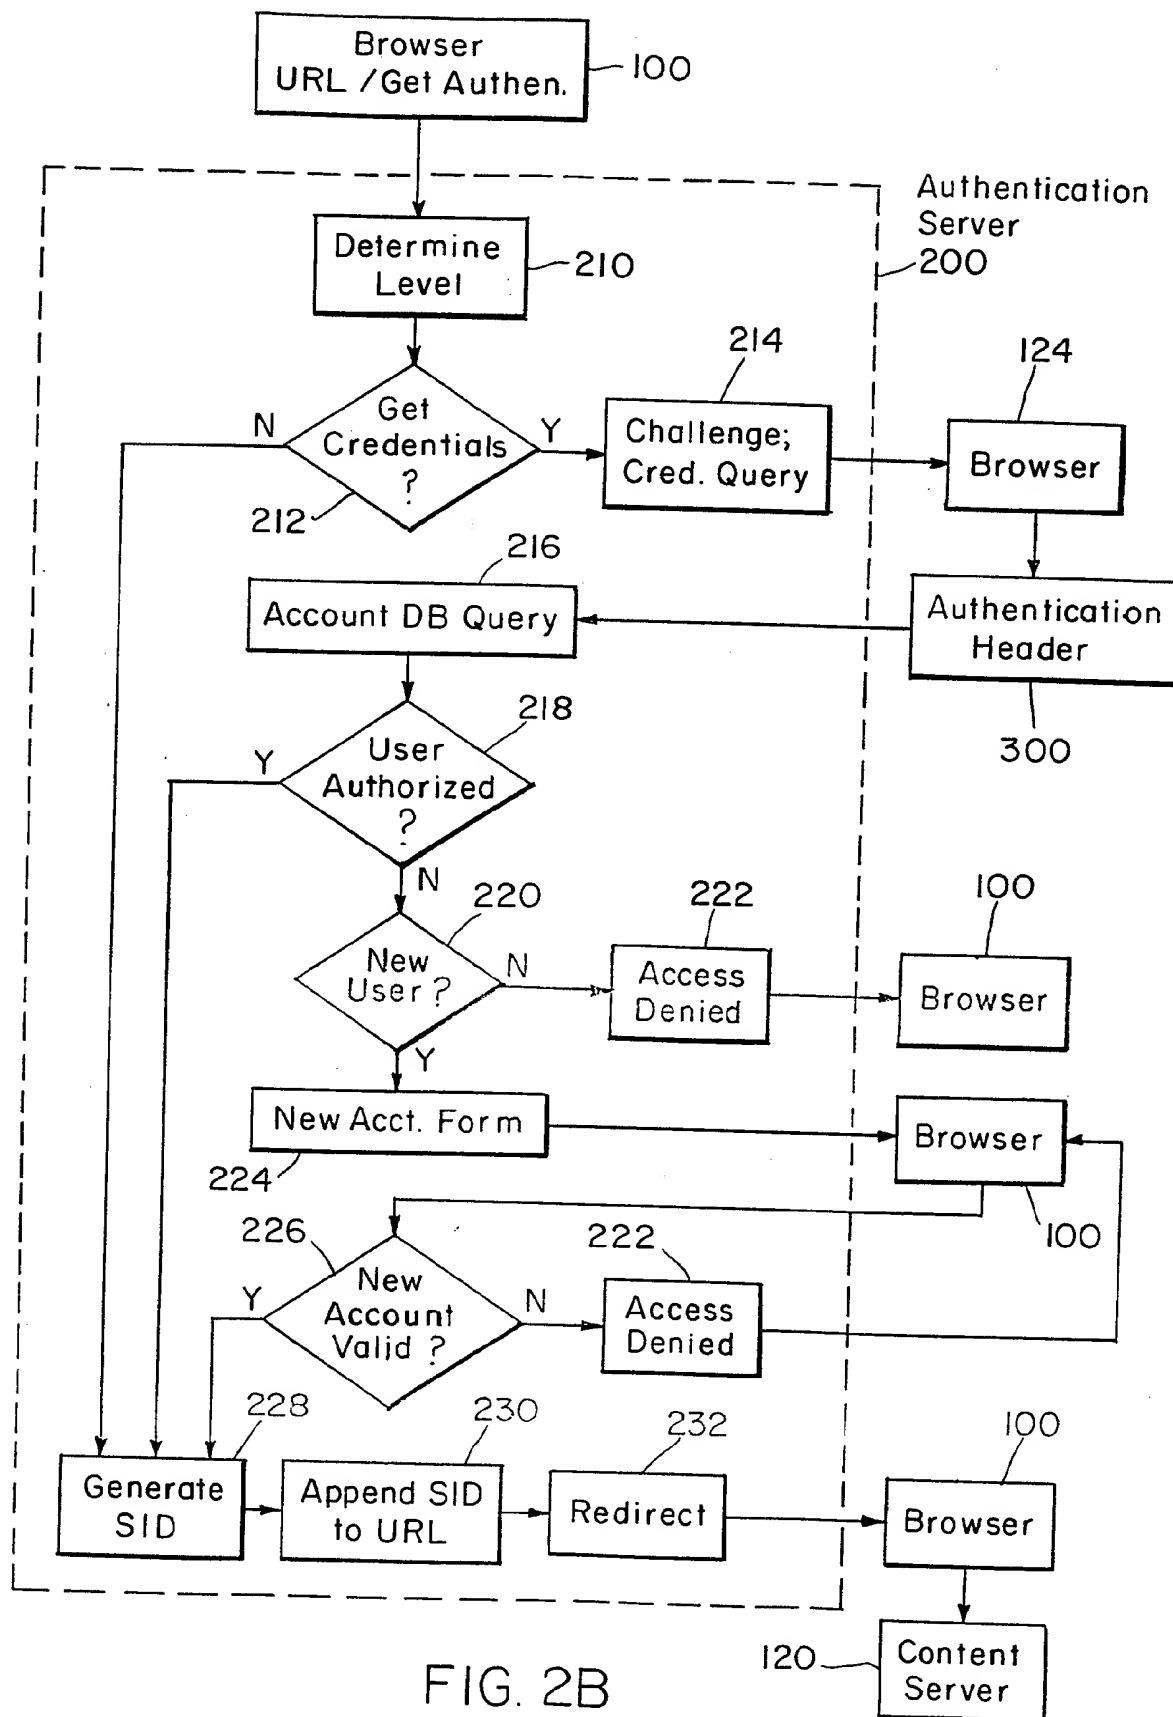 Browser
URL /Get Authen.
100
Authentication
Server
200
Determine
Level
210
214
124
N
Get
Credentials
?
Y
Challenge;
Cred. Query
Browser
212
216
Account DB Query
Authentication
Header
218
300
Y
User
Authorized
?
N
220
222
100
New
User ?
N
Access
Denied
Browser
Y
New Acct. Form
Browser
224
100
226
222
Y
New
Account
Valid ?
N
Access
Denied
228
230
232
100
Generate
SID
Append SID
to URL
Redirect
Browser
120
Content
Server
FIG. 2B